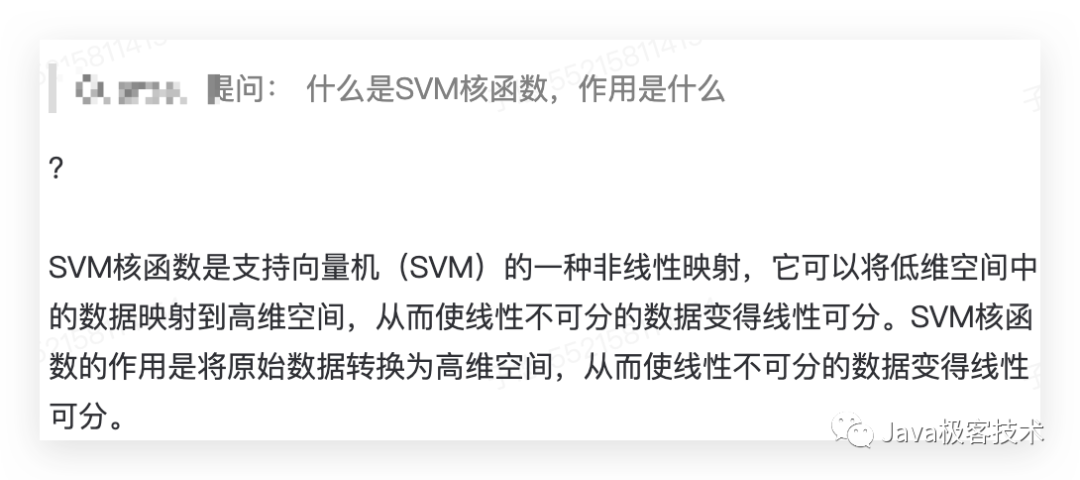 提问: 什么是SVM核函数，作用是什么
?
SVM核函数是支持向量机（SVM）的一种非线性映射，它可以将低维空间中
的数据映射到高维空间，从而使线性不可分的数据变得线性可分。SVM核函
数的作用是将原始数据转换为高维空间，从而使线性不可分的数据变得线性
可分。
Java极客技术